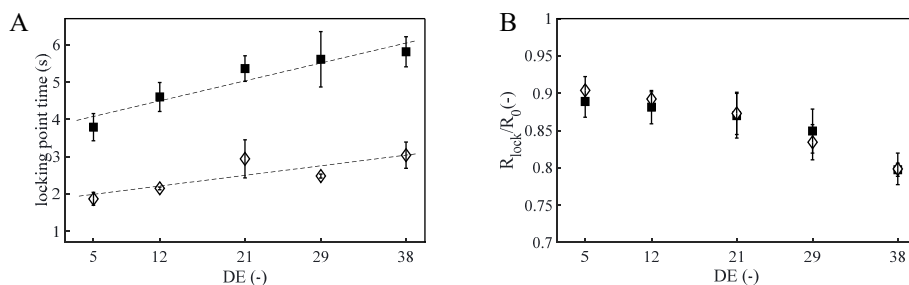 A
locking point time (s)
6
5
4
3
2
1
5 12 21 29 38
DE (-)
B
R_lock/R_0(-)
1
0.95
0.9
0.85
0.8
0.75
0.7
5 12 21 29 38
DE (-)